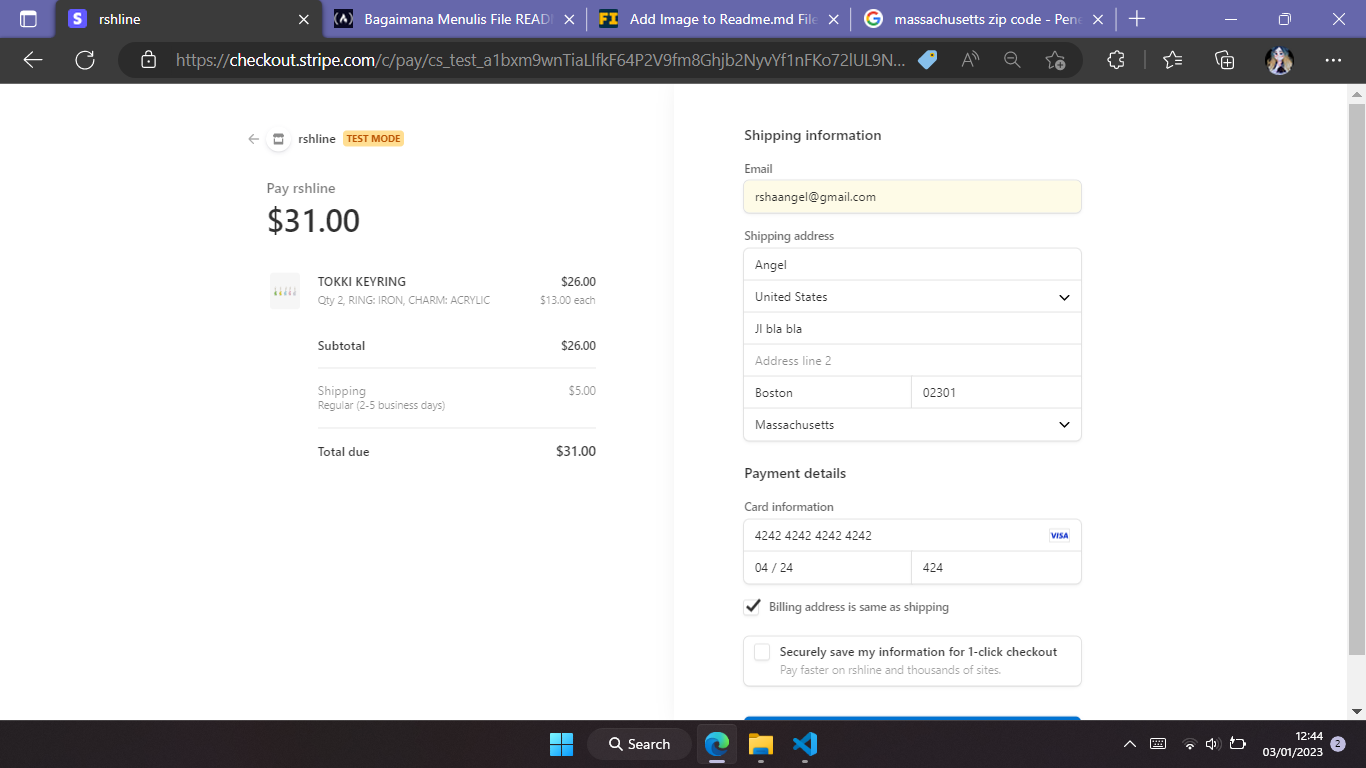 rshline
Bagaimana Menulis File READ
Add Image to Readme.md File
massachusetts zip code - Pene
https://checkout.stripe.com/c/pay/cs_test_a1bxm9wnTiaLlfkF64P2V9fm8Ghjb2NyvYf1nFKo72lUL9N...
rshline TEST MODE
Pay rshline
$31.00
TOKKI KEYRING $26.00
Qty 2, RING: IRON, CHARM: ACRYLIC $13.00 each
Subtotal $26.00
Shipping $5.00
Regular (2-5 business days)
Total due $31.00
Shipping information
Email
rshaangel@gmail.com
Shipping address
Angel
United States
Jl bla bla
Address line 2
Boston 02301
Massachusetts
Payment details
Card information
4242 4242 4242 4242 VISA
04 / 24 424
Billing address is same as shipping
Securely save my information for 1-click checkout
Pay faster on rshline and thousands of sites.
Search
12:44
03/01/2023 2